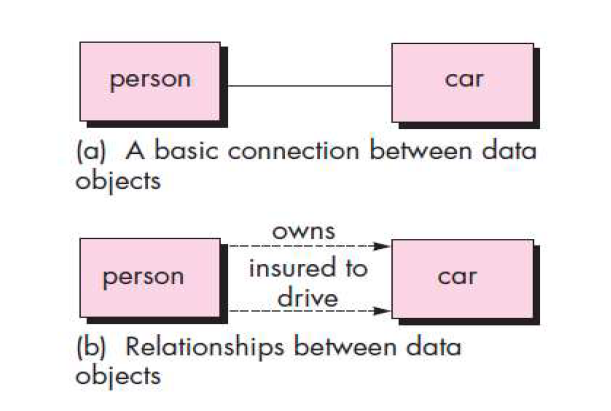 person
car
(a) A basic connection between data
objects
owns
person
insured to
drive
car
(b) Relationships between data
objects